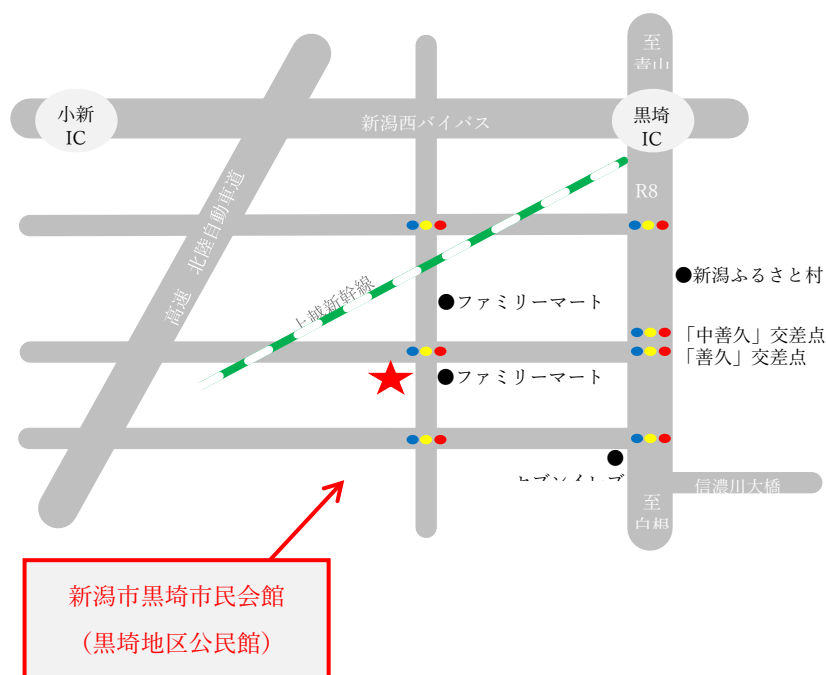 至
青山
小新
IC
新潟西バイパス
黒埼
IC
高速 北陸自動車道
R8
上越新幹線
●新潟ふるさと村
●ファミリーマート
「中善久」交差点
「善久」交差点
●ファミリーマート
●
信濃川大橋
至
白根
新潟市黒埼市民会館
（黒埼地区公民館）